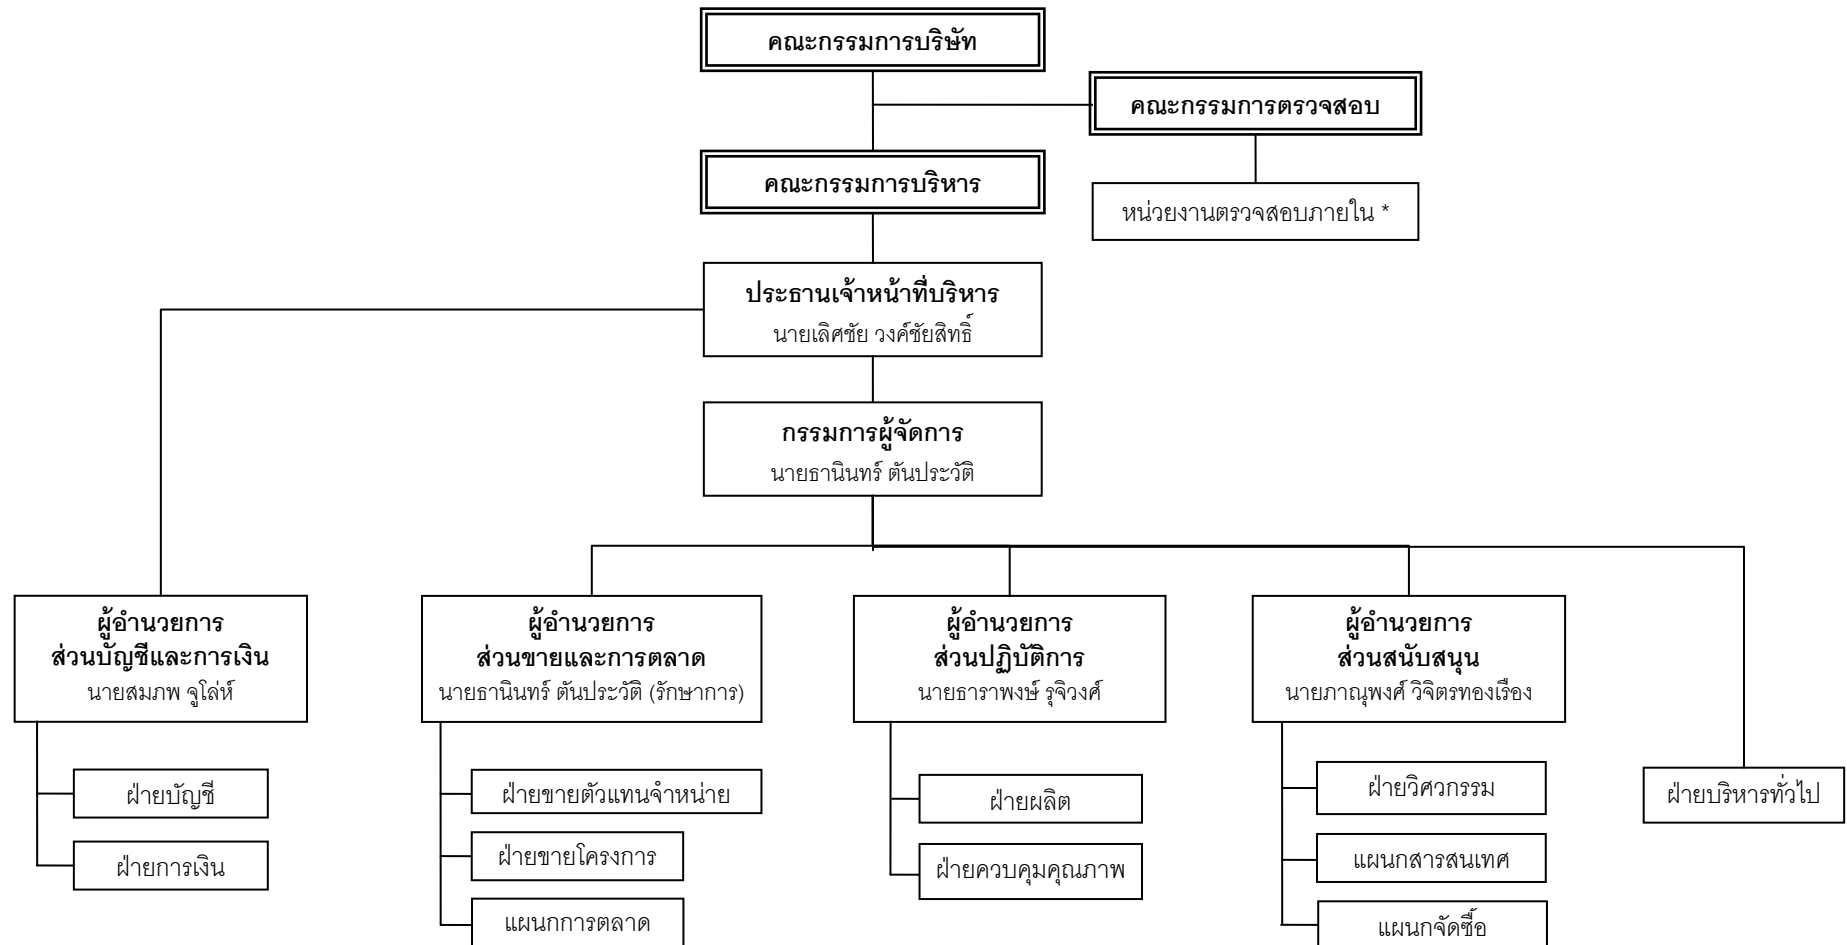 คณะกรรมการบริษัท
คณะกรรมการตรวจสอบ
คณะกรรมการบริหาร
หน่วยงานตรวจสอบภายใน *
ประธานเจ้าหน้าที่บริหาร
นายเลิศชัย วงค์ชัยสิทธิ์
กรรมการผู้จัดการ
นายธานินทร์ ตันประวัติ
ผู้อำนวยการ
ส่วนบัญชีและการเงิน
นายสมภพ จูโล่ห์
ฝ่ายบัญชี
ฝ่ายการเงิน
ผู้อำนวยการ
ส่วนขายและการตลาด
นายธานินทร์ ตันประวัติ (รักษาการ)
ฝ่ายขายตัวแทนจำหน่าย
ฝ่ายขายโครงการ
แผนกการตลาด
ผู้อำนวยการ
ส่วนปฏิบัติการ
นายธาราพงษ์ รุจิวงศ์
ฝ่ายผลิต
ฝ่ายควบคุมคุณภาพ
ผู้อำนวยการ
ส่วนสนับสนุน
นายภาณุพงศ์ วิจิตรทองเรือง
ฝ่ายวิศวกรรม
แผนกสารสนเทศ
แผนกจัดซื้อ
ฝ่ายบริหารทั่วไป